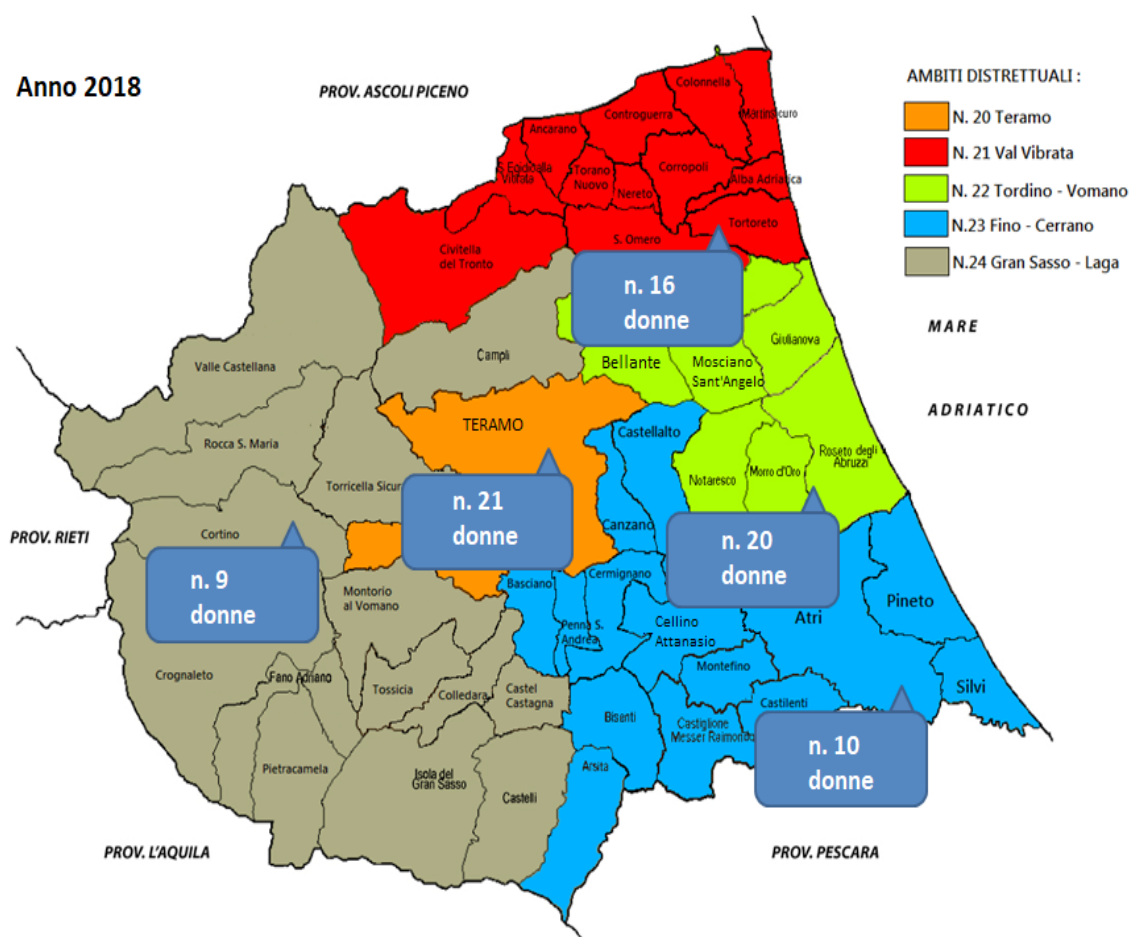 Anno 2018
PROV. ASCOLI PICENO
AMBITI DISTRETTUALI :
N. 20 Teramo
N. 21 Val Vibrata
N. 22 Tordino - Vomano
N.23 Fino - Cerrano
N.24 Gran Sasso - Laga
MARE
ADRIATICO
PROV. RIETI
PROV. L'AQUILA
PROV. PESCARA
Colonnella
Martinsicuro
Controguerra
Ancarano
S Egidio alla
Vibrata
Torano
Nuovo
Nereto
Corropoli
Alba Adriatica
Tortoreto
S. Omero
Civitella
del Tronto
n. 16
donne
Giulianova
Mosciano
Sant'Angelo
Bellante
Campli
Valle Castellana
TERAMO
Castellalto
Rocca S. Maria
Roseto degli
Abruzzi
Morro d'Oro
Notaresco
Torricella Sicur
n. 21
donne
Canzano
Cortino
n. 20
donne
n. 9
donne
Basciano
Cermignano
Montorio
al Vomano
Penna S.
Andrea
Cellino
Attanasio
Atri
Pineto
Montefino
Silvi
Crognaleto
Fano Adriano
Tossicia
Colledara
Castel
Castagna
Castilenti
Bisenti
Castiglione
Messer Raimondo
n. 10
donne
Pietracamela
Isola del
Gran Sasso
Castelli
Arsita